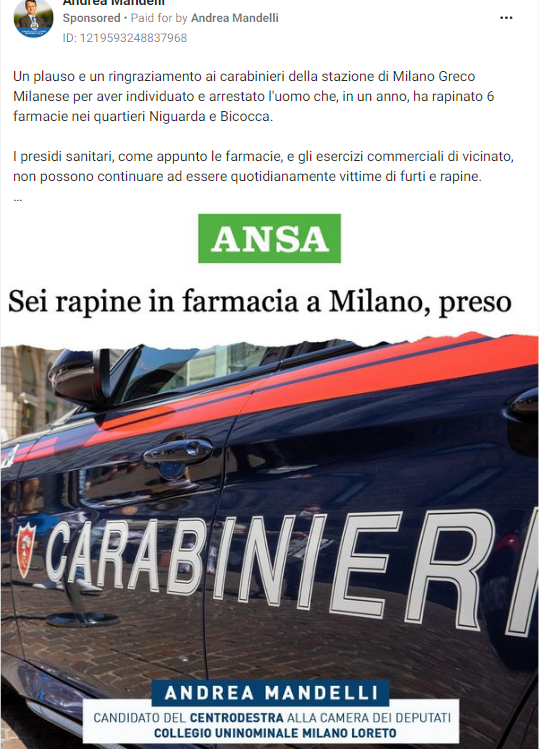 Andrea Mandelli
Sponsored • Paid for by Andrea Mandelli
ID: 1219593248837968
Un plauso e un ringraziamento ai carabinieri della stazione di Milano Greco
Milanese per aver individuato e arrestato l'uomo che, in un anno, ha rapinato 6
farmacie nei quartieri Niguarda e Bicocca.
I presidi sanitari, come appunto le farmacie, e gli esercizi commerciali di vicinato,
non possono continuare ad essere quotidianamente vittime di furti e rapine.
...
ANSA
Sei rapine in farmacia a Milano, preso
CARABINIERI
ANDREA MANDELLI
CANDIDATO DEL CENTRODESTRA ALLA CAMERA DEI DEPUTATI
COLLEGIO UNINOMINALE MILANO LORETO